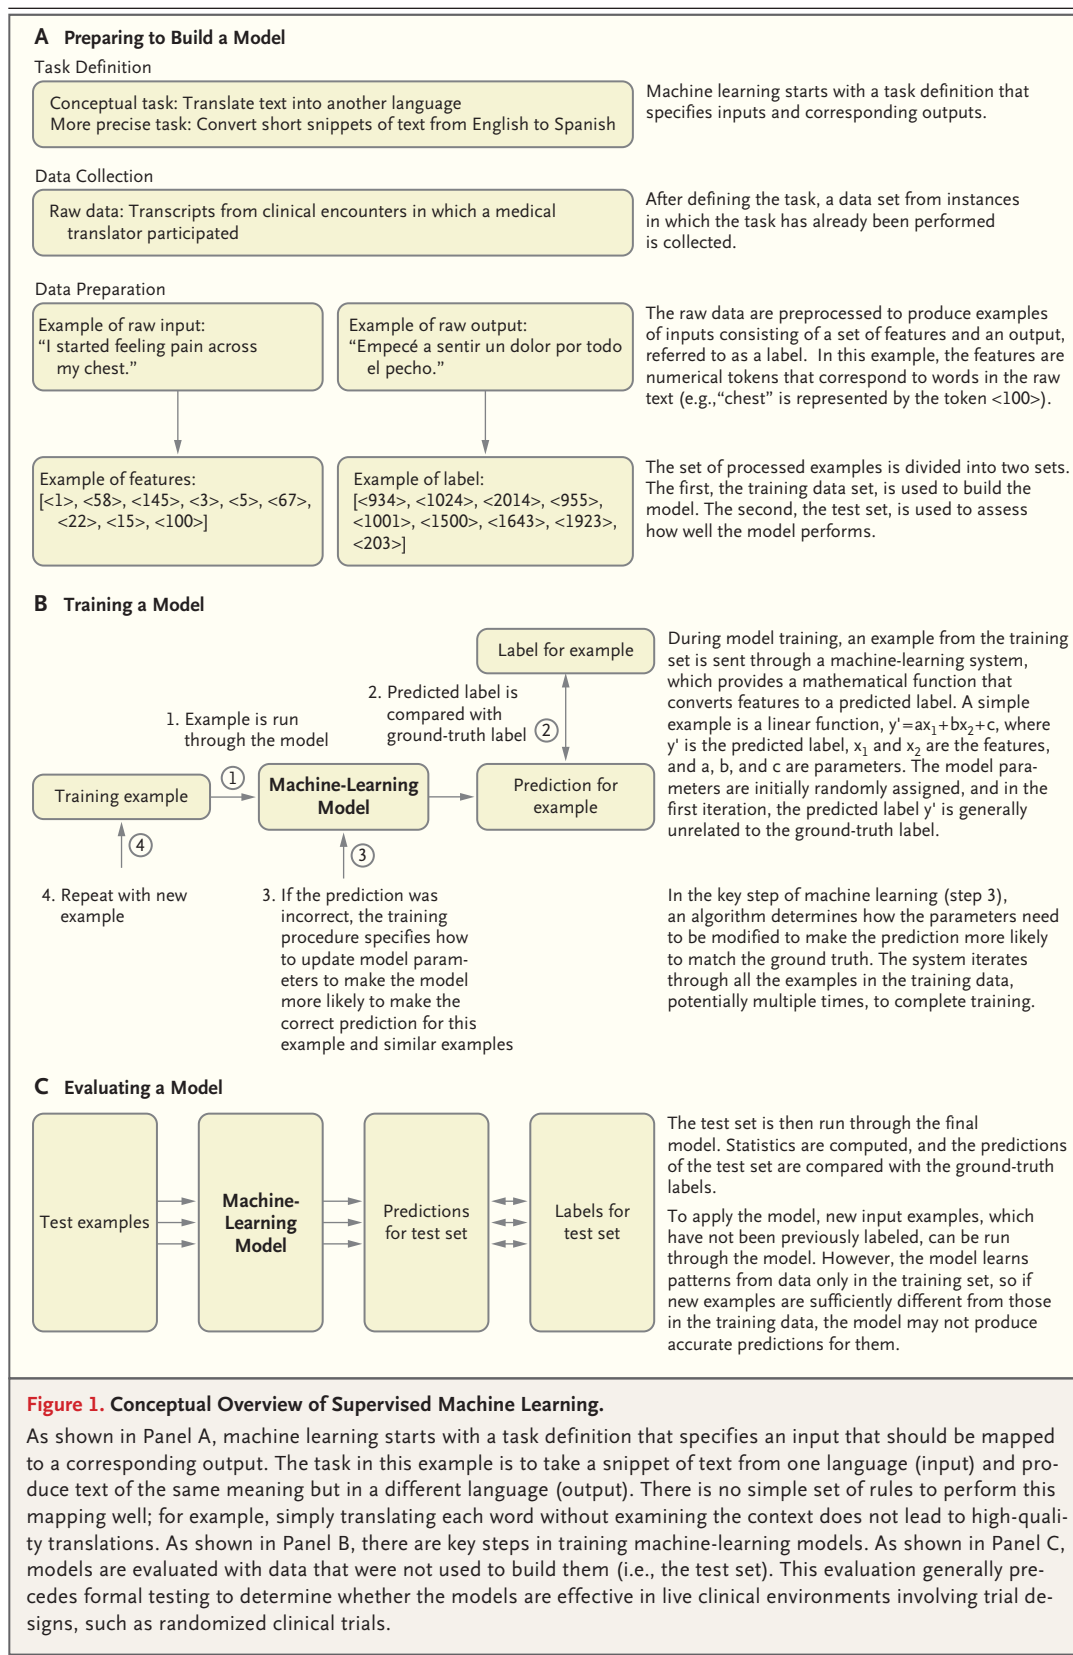 A Preparing to Build a Model
Task Definition
Conceptual task: Translate text into another language
More precise task: Convert short snippets of text from English to Spanish
Machine learning starts with a task definition that
specifies inputs and corresponding outputs.
Data Collection
Raw data: Transcripts from clinical encounters in which a medical
translator participated
After defining the task, a data set from instances
in which the task has already been performed
is collected.
Data Preparation
Example of raw input:
“I started feeling pain across
my chest.”
Example of raw output:
“Empecé a sentir un dolor por todo
el pecho.”
The raw data are preprocessed to produce examples
of inputs consisting of a set of features and an output,
referred to as a label. In this example, the features are
numerical tokens that correspond to words in the raw
text (e.g.,“chest” is represented by the token <100>).
Example of features:
[<1>, <58>, <145>, <3>, <5>, <67>,
<22>, <15>, <100>]
Example of label:
[<934>, <1024>, <2014>, <955>,
<1001>, <1500>, <1643>, <1923>,
<203>]
The set of processed examples is divided into two sets.
The first, the training data set, is used to build the
model. The second, the test set, is used to assess
how well the model performs.
B Training a Model
Label for example
2. Predicted label is
compared with
ground-truth label
2
1. Example is run
through the model
Training example
1
Machine-Learning
Model
Prediction for
example
4
3
4. Repeat with new
example
3. If the prediction was
incorrect, the training
procedure specifies how
to update model param-
eters to make the model
more likely to make the
correct prediction for this
example and similar examples
During model training, an example from the training
set is sent through a machine-learning system,
which provides a mathematical function that
converts features to a predicted label. A simple
example is a linear function, y'=ax₁+bx₂+c, where
y' is the predicted label, x₁ and x₂ are the features,
and a, b, and c are parameters. The model para-
meters are initially randomly assigned, and in the
first iteration, the predicted label y' is generally
unrelated to the ground-truth label.
In the key step of machine learning (step 3),
an algorithm determines how the parameters need
to be modified to make the prediction more likely
to match the ground truth. The system iterates
through all the examples in the training data,
potentially multiple times, to complete training.
C Evaluating a Model
Test examples
Machine-
Learning
Model
Predictions
for test set
Labels for
test set
The test set is then run through the final
model. Statistics are computed, and the predictions
of the test set are compared with the ground-truth
labels.
To apply the model, new input examples, which
have not been previously labeled, can be run
through the model. However, the model learns
patterns from data only in the training set, so if
new examples are sufficiently different from those
in the training data, the model may not produce
accurate predictions for them.
Figure 1. Conceptual Overview of Supervised Machine Learning.
As shown in Panel A, machine learning starts with a task definition that specifies an input that should be mapped
to a corresponding output. The task in this example is to take a snippet of text from one language (input) and pro-
duce text of the same meaning but in a different language (output). There is no simple set of rules to perform this
mapping well; for example, simply translating each word without examining the context does not lead to high-quali-
ty translations. As shown in Panel B, there are key steps in training machine-learning models. As shown in Panel C,
models are evaluated with data that were not used to build them (i.e., the test set). This evaluation generally pre-
cedes formal testing to determine whether the models are effective in live clinical environments involving trial de-
signs, such as randomized clinical trials.